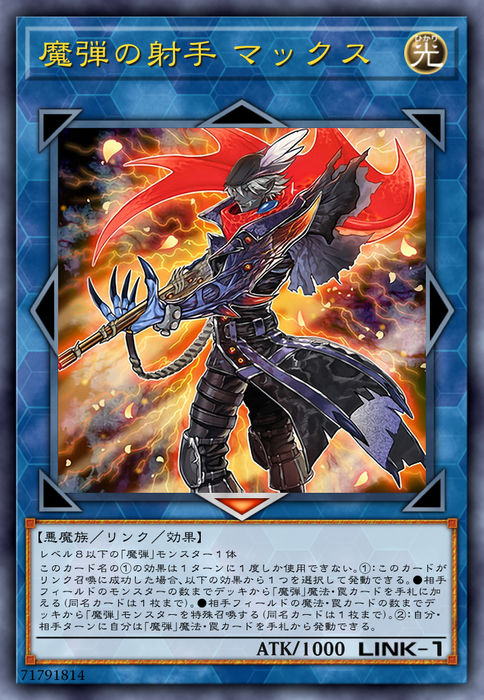 魔弾の射手 マックス
ひかり
光
【悪魔族／リンク／効果】
レベル８以下の「魔弾」モンスター１体
このカード名の①の効果は１ターンに１度しか使用できない。①：このカードが
リンク召喚に成功した場合、以下の効果から１つを選択して発動できる。●相手
フィールドのモンスターの数までデッキから「魔弾」魔法・罠カードを手札に加
える（同名カードは１枚まで）。●相手フィールドの魔法・罠カードの数までデ
ッキから「魔弾」モンスターを特殊召喚する（同名カードは１枚まで）。②：自分・
相手ターンに自分は「魔弾」魔法・罠カードを手札から発動できる。
ATK/1000 LINK-1
71791814